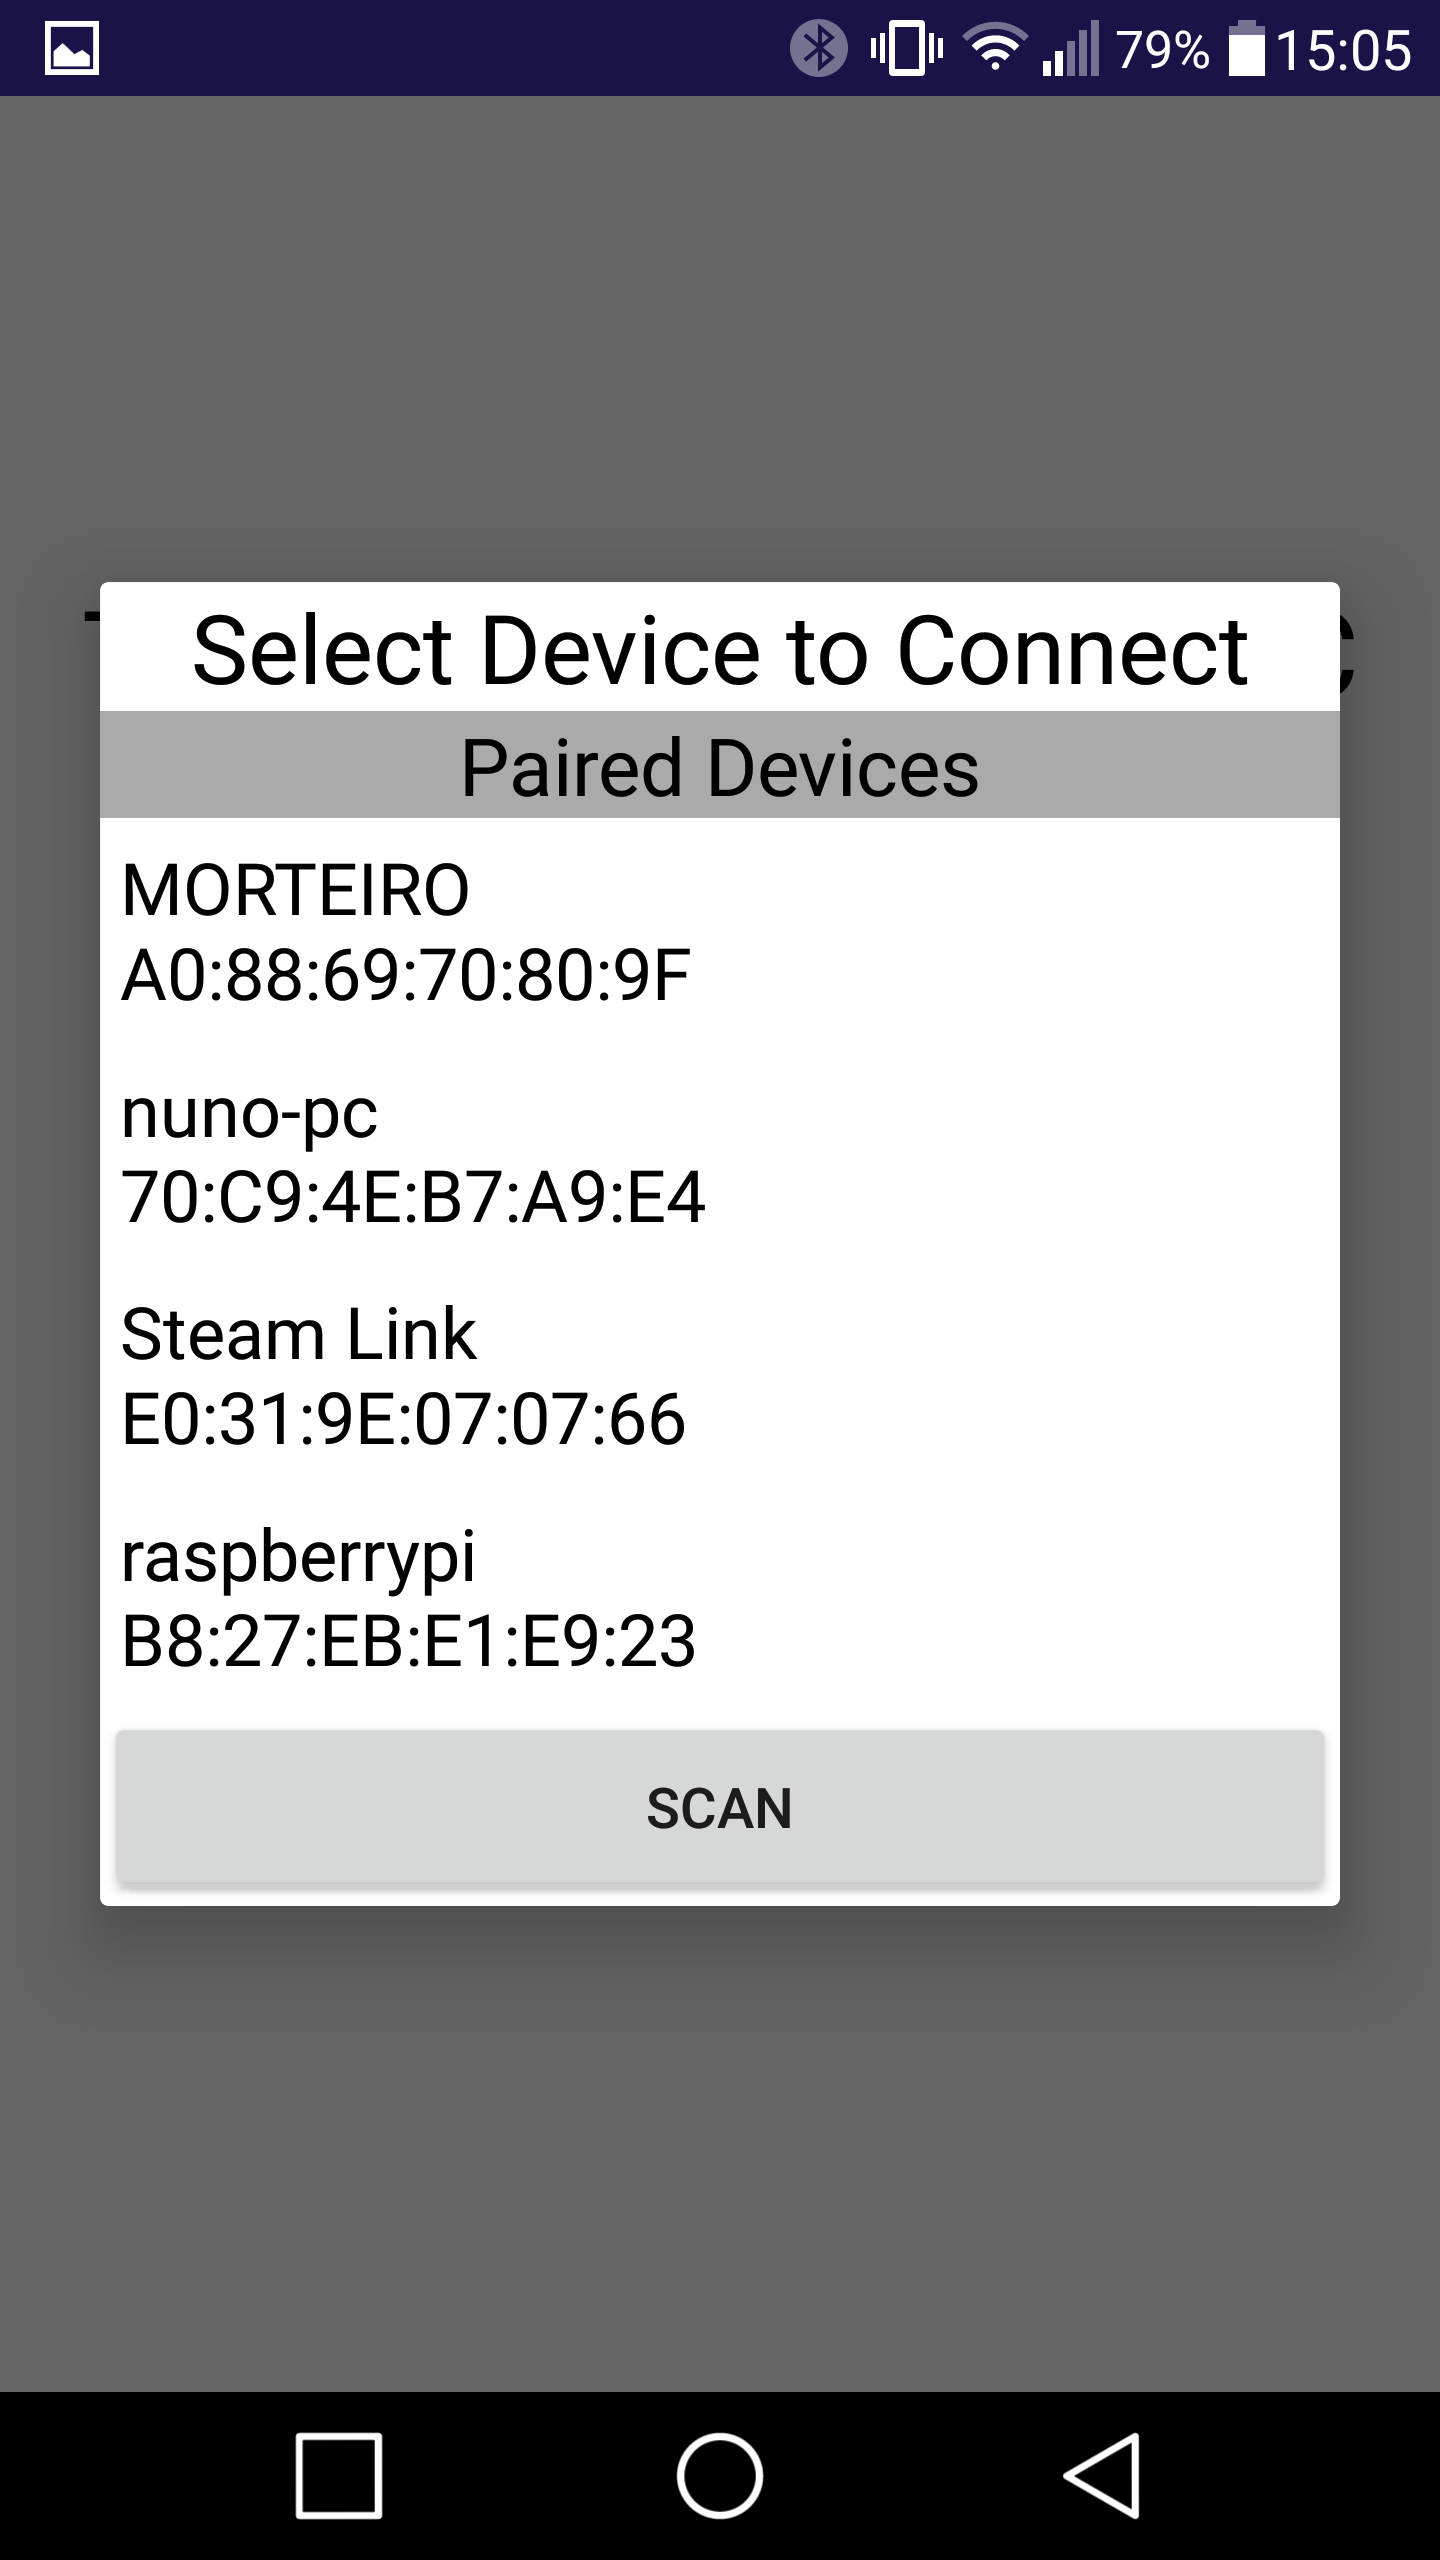 79% 15:05
Select Device to Connect
Paired Devices
MORTEIRO
A0:88:69:70:80:9F
nuno-pc
70:C9:4E:B7:A9:E4
Steam Link
E0:31:9E:07:07:66
raspberrypi
B8:27:EB:E1:E9:23
SCAN